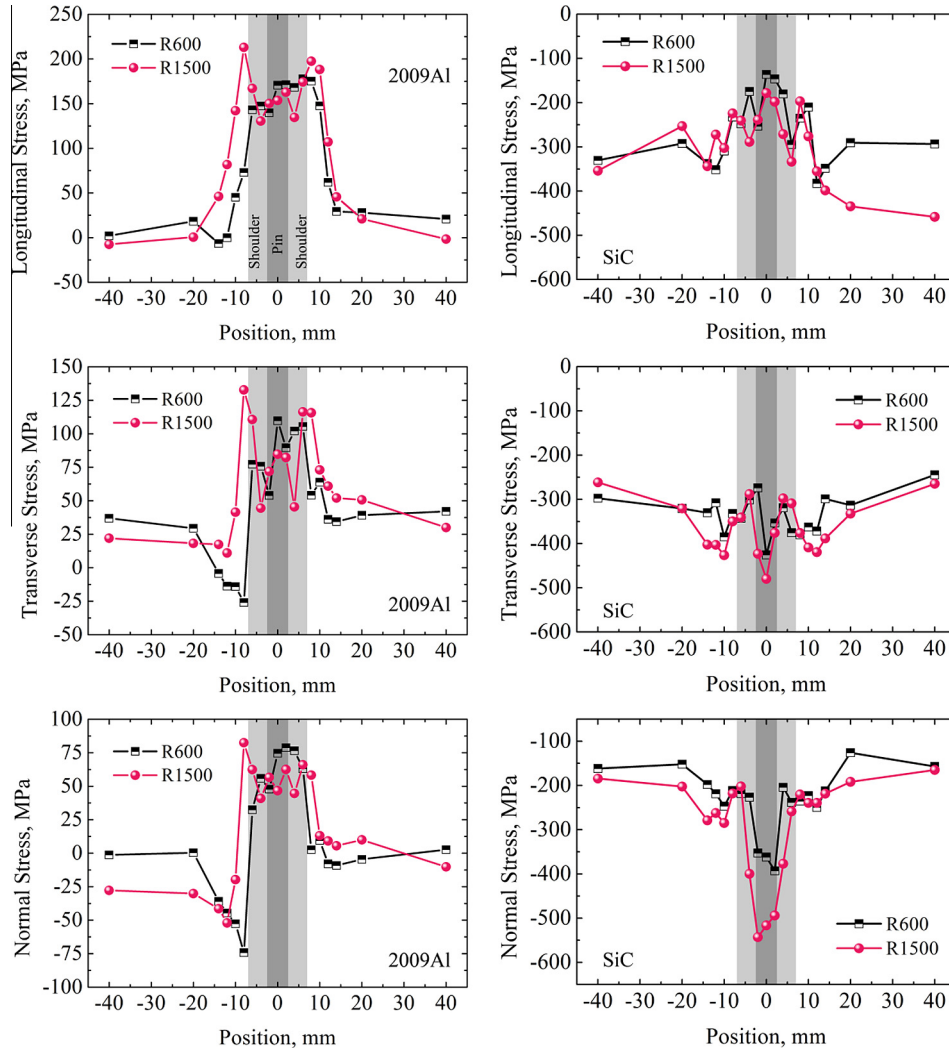 250
200
150
100
50
0
-50
Longitudinal Stress, MPa
R600
R1500
2009Al
Shoulder
Pin
Shoulder
-40 -30 -20 -10 0 10 20 30 40
Position, mm
0
-100
-200
-300
-400
-500
-600
Longitudinal Stress, MPa
R600
R1500
SiC
-40 -30 -20 -10 0 10 20 30 40
Position, mm
150
125
100
75
50
25
0
-25
-50
Transverse Stress, MPa
R600
R1500
2009Al
-40 -30 -20 -10 0 10 20 30 40
Position, mm
0
-100
-200
-300
-400
-500
-600
Transverse Stress, MPa
R600
R1500
SiC
-40 -30 -20 -10 0 10 20 30 40
Position, mm
100
75
50
25
0
-25
-50
-75
-100
Normal Stress, MPa
R600
R1500
2009Al
-40 -30 -20 -10 0 10 20 30 40
Position, mm
-100
-200
-300
-400
-500
-600
Normal Stress, MPa
R600
R1500
SiC
-40 -30 -20 -10 0 10 20 30 40
Position, mm